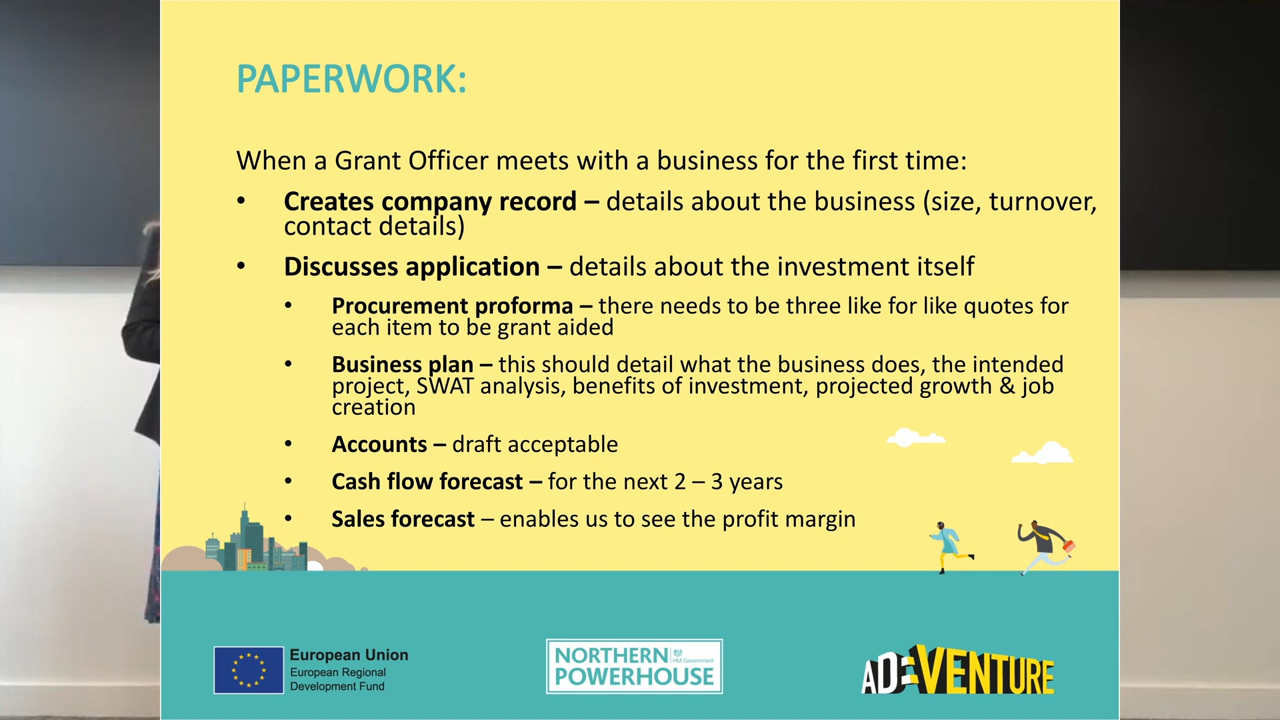 PAPERWORK:
When a Grant Officer meets with a business for the first time:
• Creates company record – details about the business (size, turnover,
contact details)
• Discusses application – details about the investment itself
• Procurement proforma – there needs to be three like for like quotes for
each item to be grant aided
• Business plan – this should detail what the business does, the intended
project, SWAT analysis, benefits of investment, projected growth & job
creation
• Accounts – draft acceptable
• Cash flow forecast – for the next 2 – 3 years
• Sales forecast – enables us to see the profit margin
European Union
European Regional
Development Fund
NORTHERN
HM Government
POWERHOUSE
AD:VENTURE